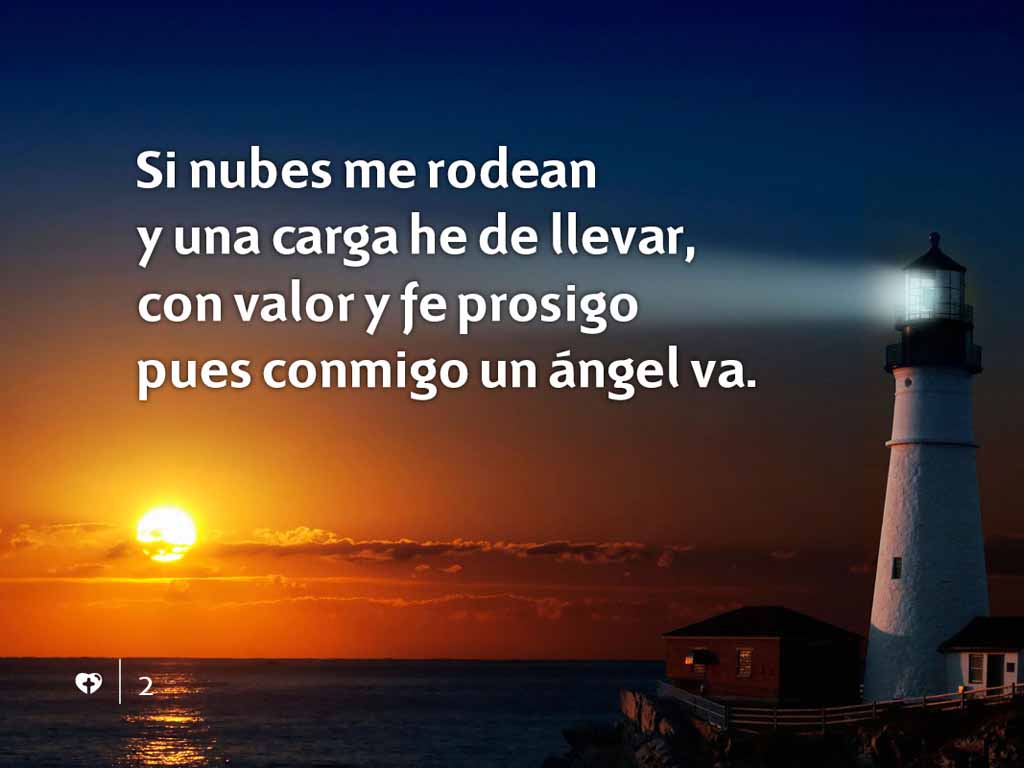 Si nubes me rodean
y una carga he de llevar,
con valor y fe prosigo
pues conmigo un ángel va.
2